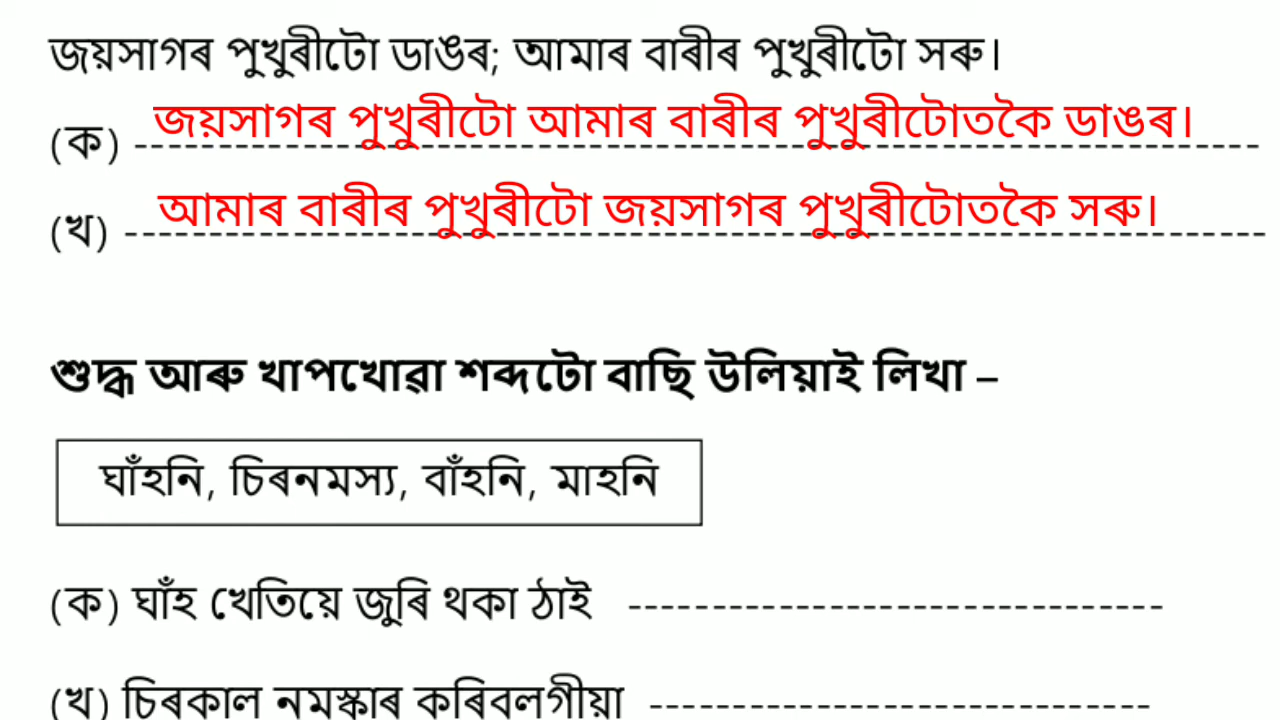 জয়সাগৰ পুখুৰীটো ডাঙৰ; আমাৰ বাৰীৰ পুখুৰীটো সৰু।
(ক) জয়সাগৰ পুখুৰীটো আমাৰ বাৰীৰ পুখুৰীটোতকৈ ডাঙৰ।
(খ) আমাৰ বাৰীৰ পুখুৰীটো জয়সাগৰ পুখুৰীটোতকৈ সৰু।
শুদ্ধ আৰু খাপখোৱা শব্দটো বাছি উলিয়াই লিখা –
ঘাঁহনি, চিৰনমস্য, বাঁহনি, মাহনি
(ক) ঘাঁহ খেতিয়ে জুৰি থকা ঠাই --------------------------------
(খ) চিৰকাল নমস্কাৰ কৰিবলগীয়া ------------------------------